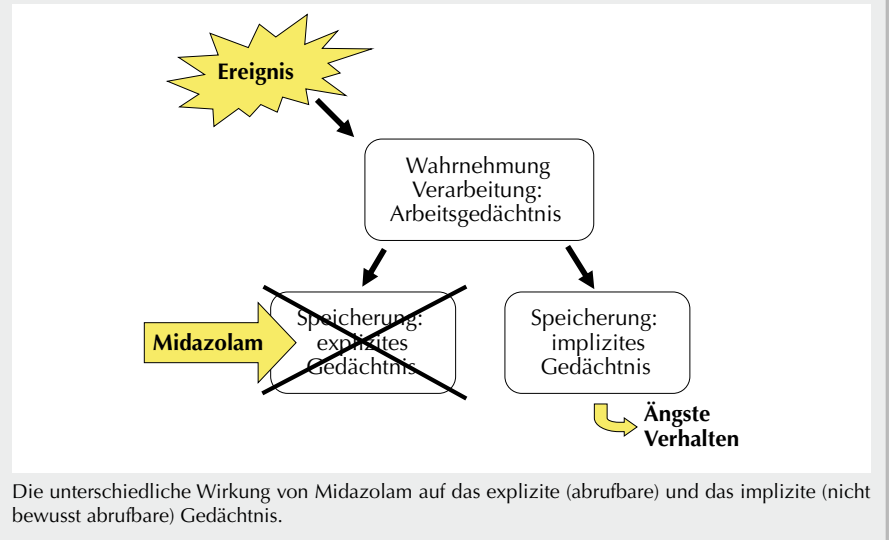 Ereignis
Wahrnehmung
Verarbeitung:
Arbeitsgedächtnis
Midazolam
Speicherung:
explizites
Gedächtnis
Speicherung:
implizites
Gedächtnis
Ängste
Verhalten
Die unterschiedliche Wirkung von Midazolam auf das explizite (abrufbare) und das implizite (nicht
bewusst abrufbare) Gedächtnis.